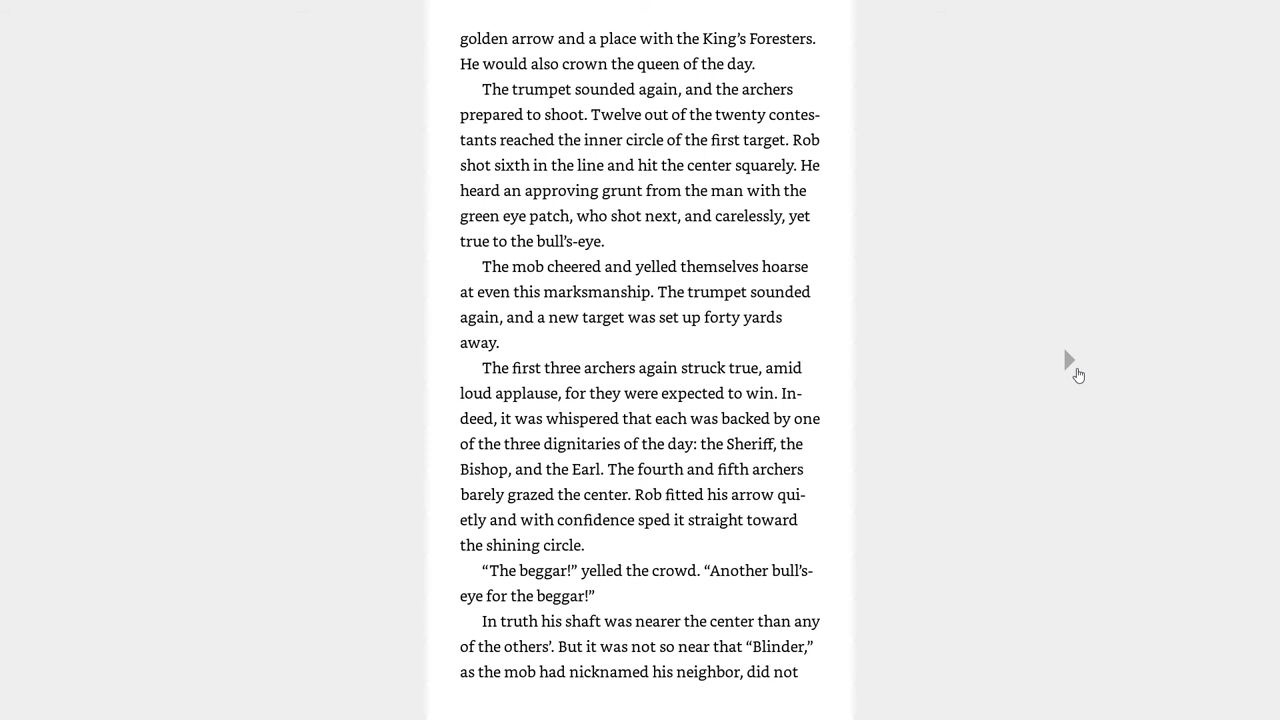 golden arrow and a place with the King’s Foresters.
He would also crown the queen of the day.
The trumpet sounded again, and the archers
prepared to shoot. Twelve out of the twenty contes-
tants reached the inner circle of the first target. Rob
shot sixth in the line and hit the center squarely. He
heard an approving grunt from the man with the
green eye patch, who shot next, and carelessly, yet
true to the bull’s-eye.
The mob cheered and yelled themselves hoarse
at even this marksmanship. The trumpet sounded
again, and a new target was set up forty yards
away.
The first three archers again struck true, amid
loud applause, for they were expected to win. In-
deed, it was whispered that each was backed by one
of the three dignitaries of the day: the Sheriff, the
Bishop, and the Earl. The fourth and fifth archers
barely grazed the center. Rob fitted his arrow qui-
etly and with confidence sped it straight toward
the shining circle.
“The beggar!” yelled the crowd. “Another bull’s-
eye for the beggar!”
In truth his shaft was nearer the center than any
of the others’. But it was not so near that “Blinder,”
as the mob had nicknamed his neighbor, did not